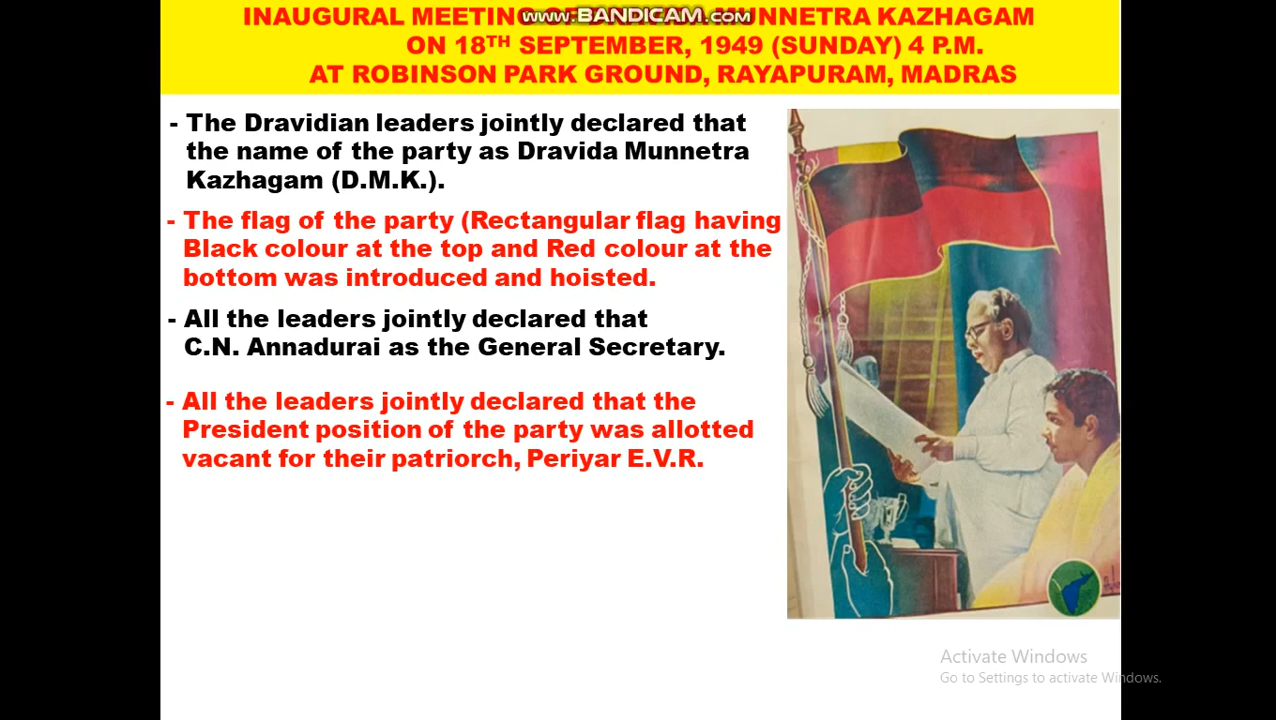 INAUGURAL MEETING OF DRAVIDA MUNNETRA KAZHAGAM
www.BANDICAM.com
ON 18TH SEPTEMBER, 1949 (SUNDAY) 4 P.M.
AT ROBINSON PARK GROUND, RAYAPURAM, MADRAS
- The Dravidian leaders jointly declared that
the name of the party as Dravida Munnetra
Kazhagam (D.M.K.).
- The flag of the party (Rectangular flag having
Black colour at the top and Red colour at the
bottom was introduced and hoisted.
- All the leaders jointly declared that
C.N. Annadurai as the General Secretary.
- All the leaders jointly declared that the
President position of the party was allotted
vacant for their patriorch, Periyar E.V.R.
Activate Windows
Go to Settings to activate Windows.